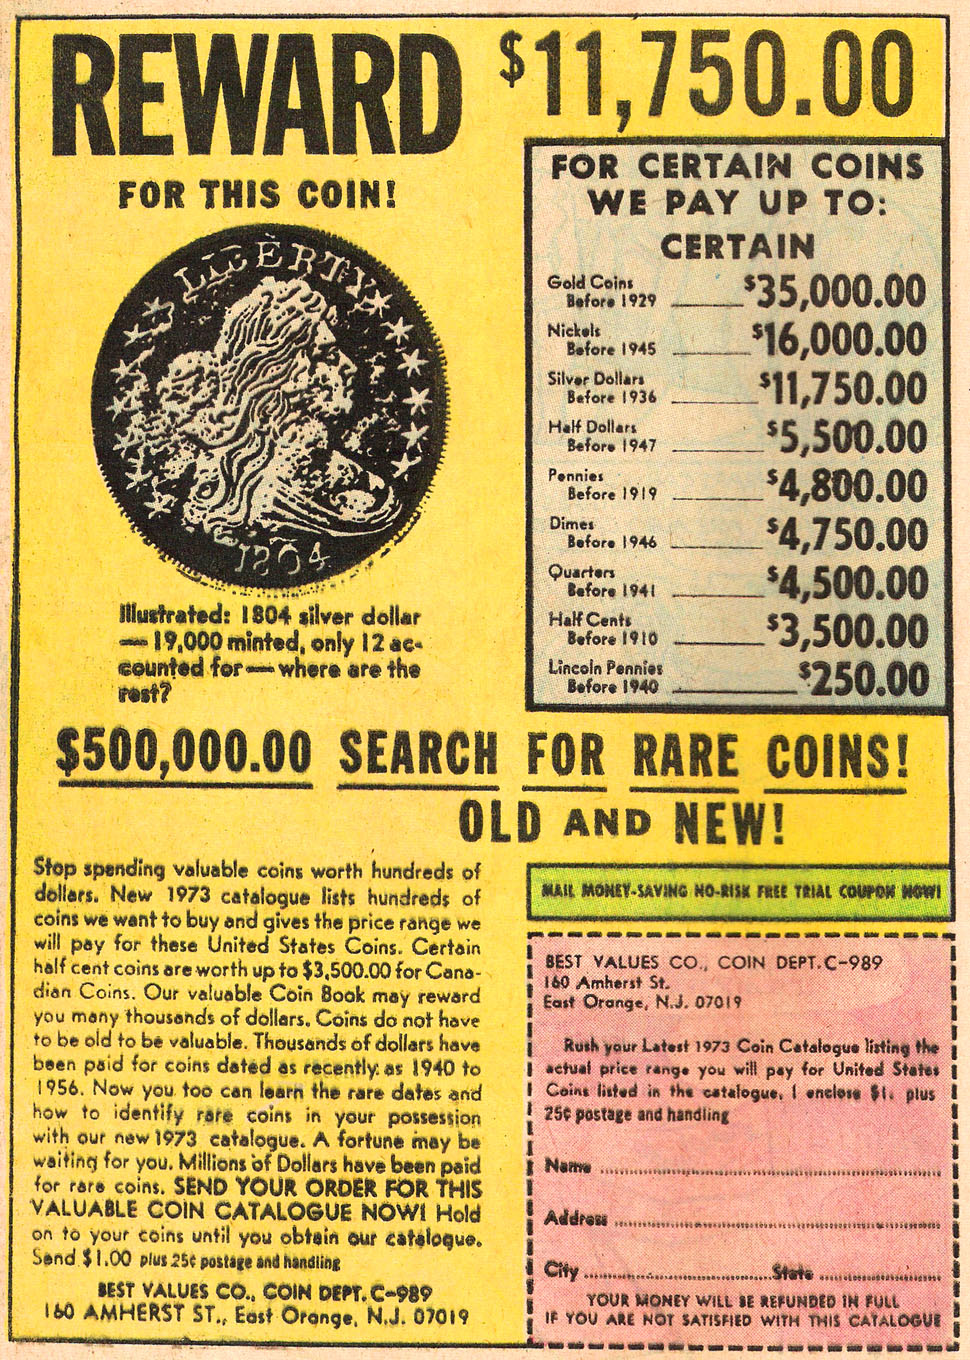 REWARD $11,750.00
FOR THIS COIN!
LIBERTY
1804
Illustrated: 1804 silver dollar
— 19,000 minted, only 12 ac-
counted for — where are the
rest?
FOR CERTAIN COINS
WE PAY UP TO:
CERTAIN
Gold Coins
Before 1929 $35,000.00
Nickels
Before 1945 $16,000.00
Silver Dollars
Before 1936 $11,750.00
Half Dollars
Before 1947 $5,500.00
Pennies
Before 1919 $4,800.00
Dimes
Before 1946 $4,750.00
Quarters
Before 1941 $4,500.00
Half Cents
Before 1910 $3,500.00
Lincoln Pennies
Before 1940 $250.00
$500,000.00 SEARCH FOR RARE COINS!
OLD AND NEW!
Stop spending valuable coins worth hundreds of
dollars. New 1973 catalogue lists hundreds of
coins we want to buy and gives the price range we
will pay for these United States Coins. Certain
half cent coins are worth up to $3,500.00 for Cana-
dian Coins. Our valuable Coin Book may reward
you many thousands of dollars. Coins do not have
to be old to be valuable. Thousands of dollars have
been paid for coins dated as recently as 1940 to
1956. Now you too can learn the rare dates and
how to identify rare coins in your possession
with our new 1973 catalogue. A fortune may be
waiting for you. Millions of Dollars have been paid
for rare coins. SEND YOUR ORDER FOR THIS
VALUABLE COIN CATALOGUE NOW! Hold
on to your coins until you obtain our catalogue.
Send $1.00 plus 25¢ postage and handling
BEST VALUES CO., COIN DEPT. C-989
160 AMHERST ST., East Orange, N.J. 07019
MAIL MONEY-SAVING NO-RISK FREE TRIAL COUPON NOW!
BEST VALUES CO., COIN DEPT. C-989
160 Amherst St.
East Orange, N.J. 07019
Rush your Latest 1973 Coin Catalogue listing the
actual price range you will pay for United States
Coins listed in the catalogue. I enclose $1. plus
25¢ postage and handling
Name
Address
City State
YOUR MONEY WILL BE REFUNDED IN FULL
IF YOU ARE NOT SATISFIED WITH THIS CATALOGUE